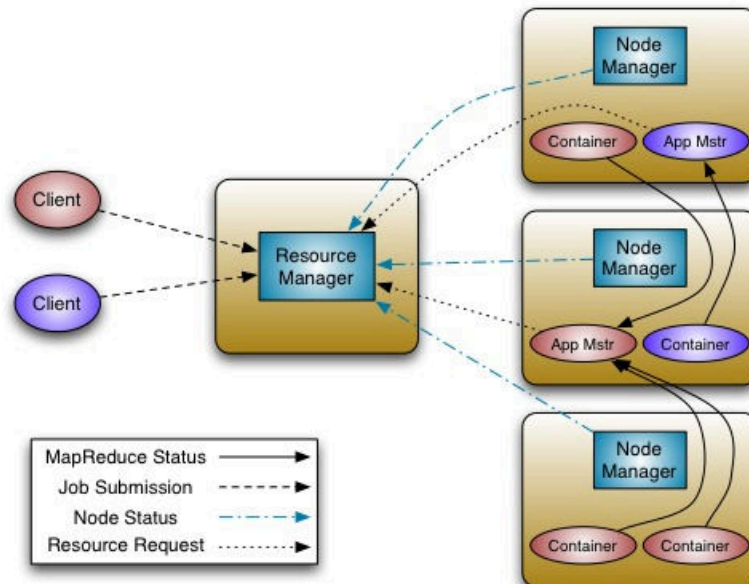 Node
Manager
Container
App Mstr
Client
Resource
Manager
Client
Node
Manager
App Mstr
Container
Node
Manager
Container
Container
MapReduce Status
Job Submission
Node Status
Resource Request